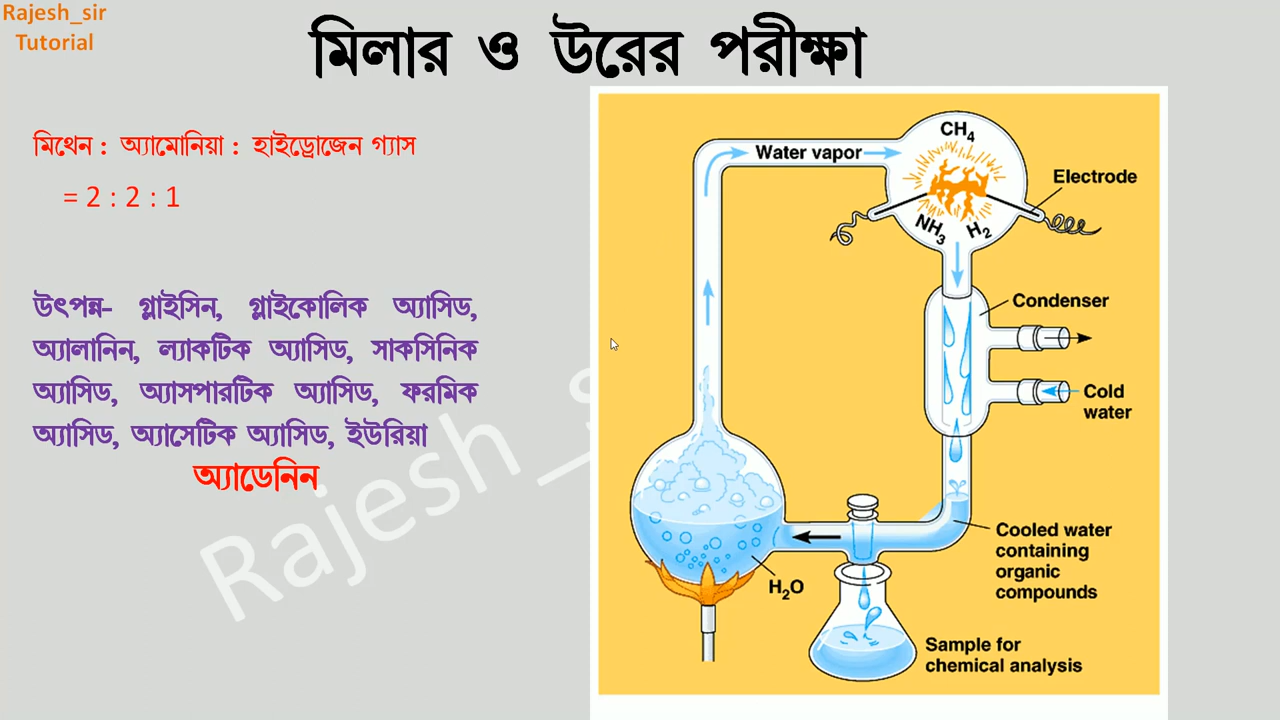 Rajesh_sir
Tutorial
মিলার ও উরের পরীক্ষা
মিথেন : অ্যামোনিয়া : হাইড্রোজেন গ্যাস
= 2 : 2 : 1
উৎপন্ন- গ্লাইসিন, গ্লাইকোলিক অ্যাসিড,
অ্যালানিন, ল্যাকটিক অ্যাসিড, সাকসিনিক
অ্যাসিড, অ্যাসপারটিক অ্যাসিড, ফরমিক
অ্যাসিড, অ্যাসেটিক অ্যাসিড, ইউরিয়া
অ্যাডেনিন
Rajesh_s
CH₄
Water vapor
Electrode
NH₃ H₂
Condenser
Cold
water
Cooled water
containing
organic
compounds
H₂O
Sample for
chemical analysis